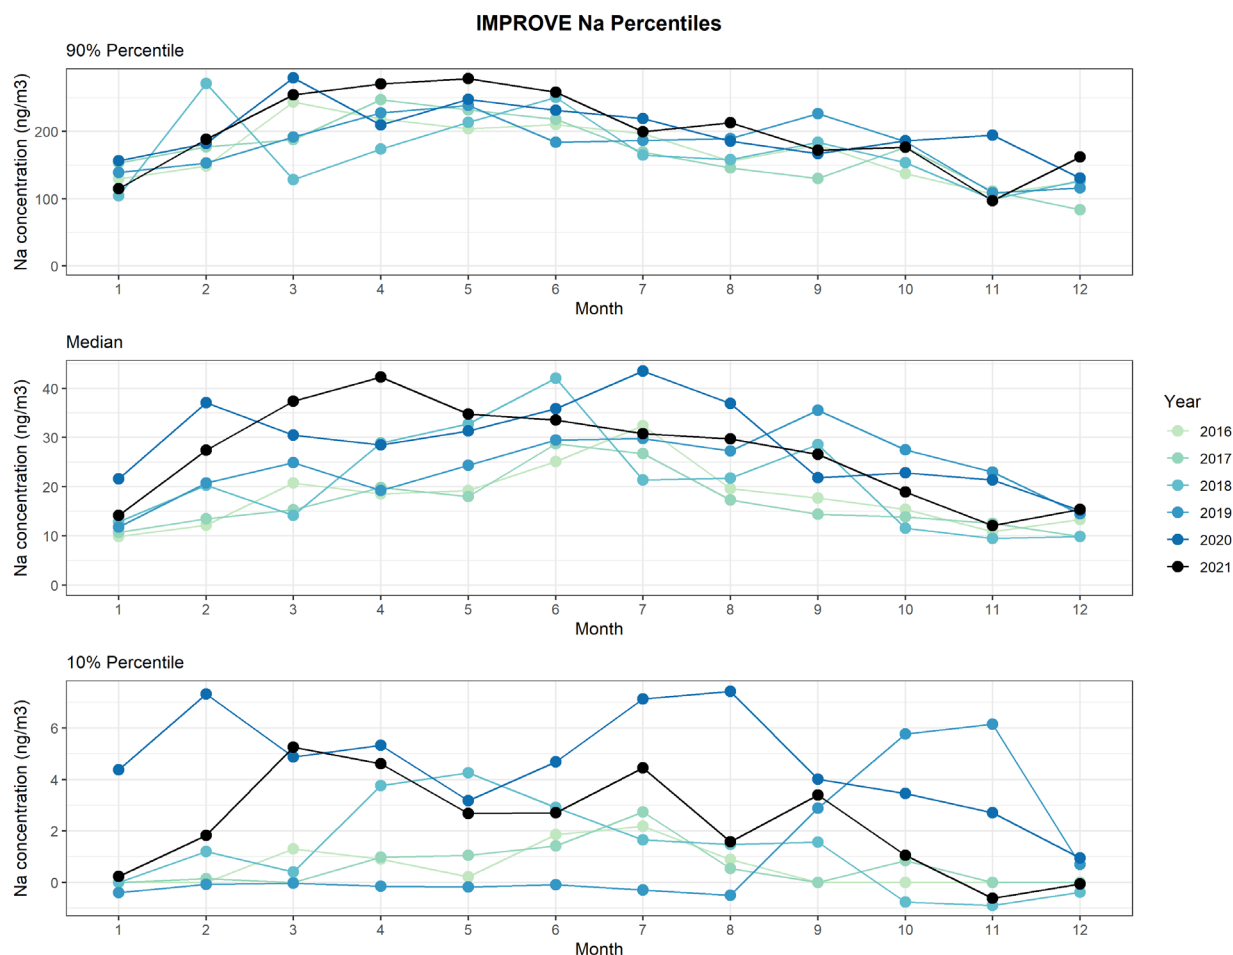 IMPROVE Na Percentiles
90% Percentile
Na concentration (ng/m3)
200
100
0
1 2 3 4 5 6 7 8 9 10 11 12
Month
Median
Na concentration (ng/m3)
40
30
20
10
0
1 2 3 4 5 6 7 8 9 10 11 12
Month
Year
2016
2017
2018
2019
2020
2021
10% Percentile
Na concentration (ng/m3)
6
4
2
0
1 2 3 4 5 6 7 8 9 10 11 12
Month